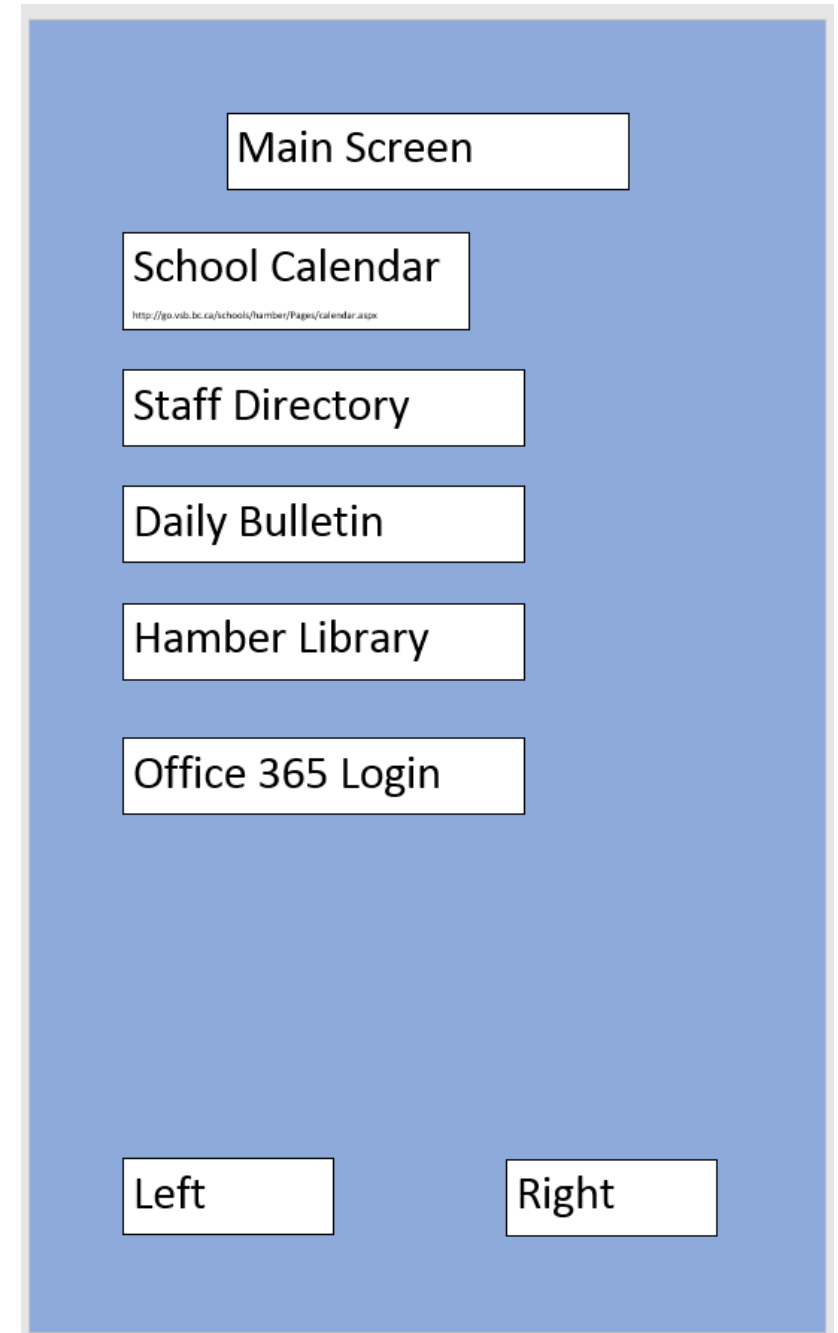 Main Screen
School Calendar
http://go.vsb.bc.ca/schools/hamber/Pages/calendar.aspx
Staff Directory
Daily Bulletin
Hamber Library
Office 365 Login
Left
Right